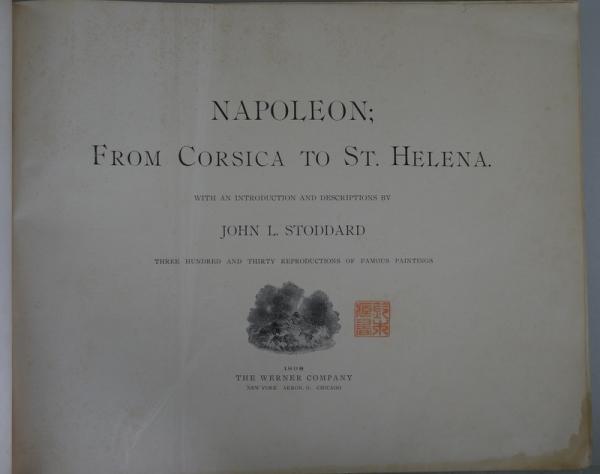 NAPOLEON;
FROM CORSICA TO ST. HELENA.
WITH AN INTRODUCTION AND DESCRIPTIONS BY
JOHN L. STODDARD
THREE HUNDRED AND THIRTY REPRODUCTIONS OF FAMOUS PAINTINGS
THE WERNER COMPANY
NEW YORK AKRON, O. CHICAGO